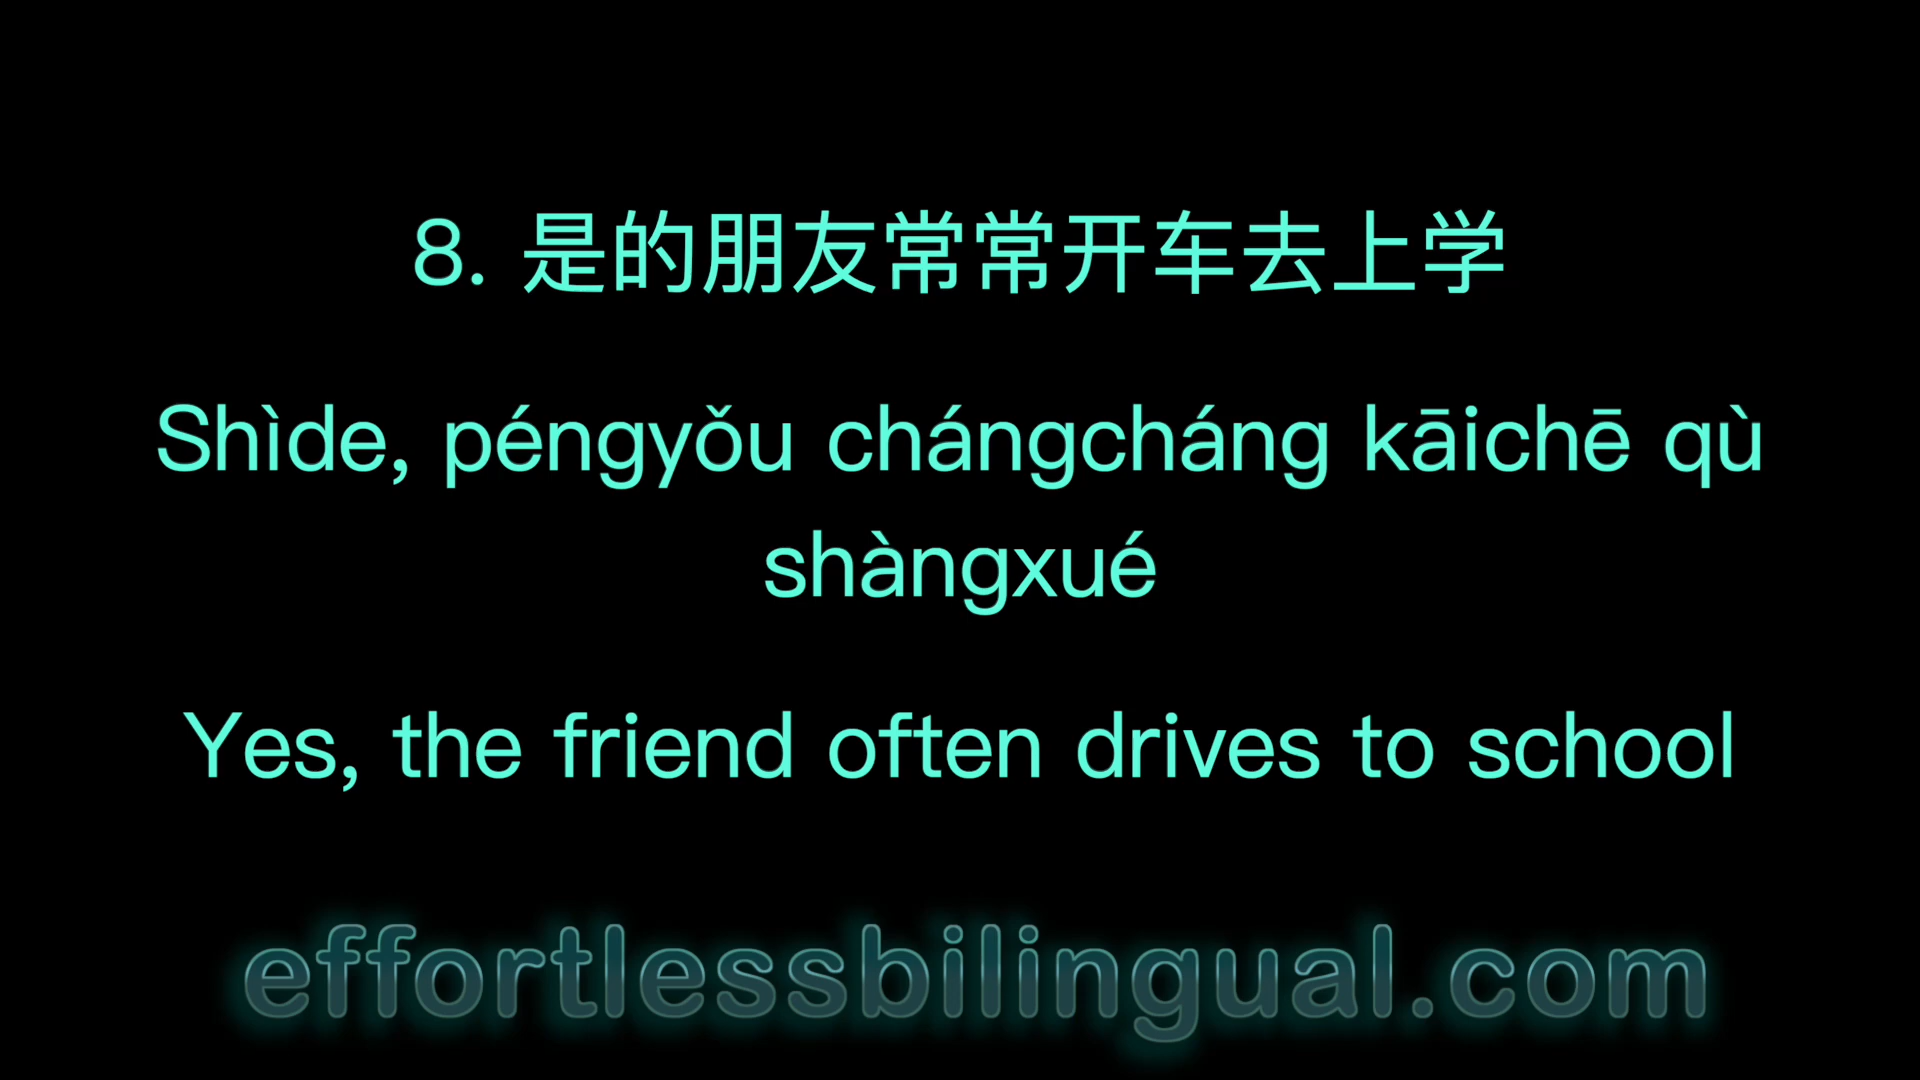 8. 是的朋友常常开车去上学
Shìde, péngyǒu chángcháng kāichē qù
shàngxué
Yes, the friend often drives to school
effortlessbilingual.com